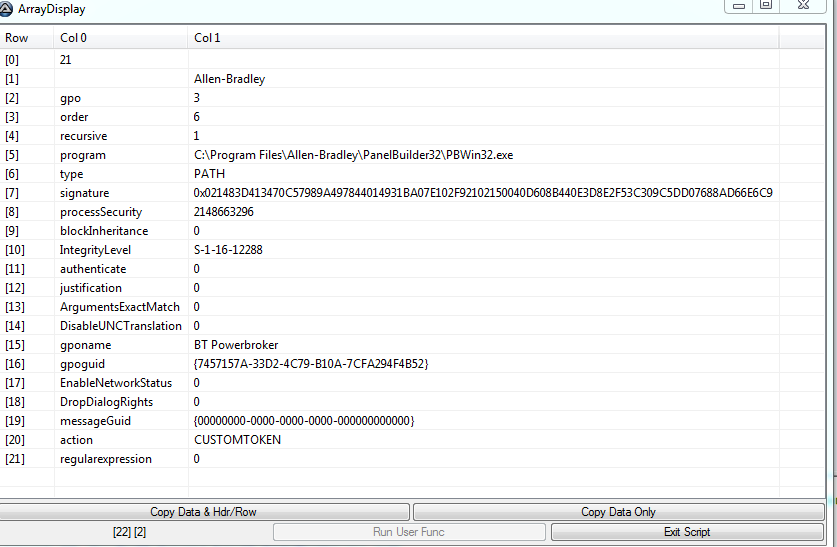 ArrayDisplay
Row Col 0 Col 1
[0] 21
[1] Allen-Bradley
[2] gpo 3
[3] order 6
[4] recursive 1
[5] program C:\Program Files\Allen-Bradley\PanelBuilder32\PBWin32.exe
[6] type PATH
[7] signature 0x021483D413470C57989A497844014931BA07E102F92102150040D608B440E3D8E2F53C309C5DD07688AD66E6C9
[8] processSecurity 2148663296
[9] blockInheritance 0
[10] IntegrityLevel S-1-16-12288
[11] authenticate 0
[12] justification 0
[13] ArgumentsExactMatch 0
[14] DisableUNCTranslation 0
[15] gponame BT Powerbroker
[16] gpoguid {7457157A-33D2-4C79-B10A-7CFA294F4B52}
[17] EnableNetworkStatus 0
[18] DropDialogRights 0
[19] messageGuid {00000000-0000-0000-0000-000000000000}
[20] action CUSTOMTOKEN
[21] regularexpression 0
Copy Data & Hdr/Row Copy Data Only
[22] [2] Run User Func Exit Script